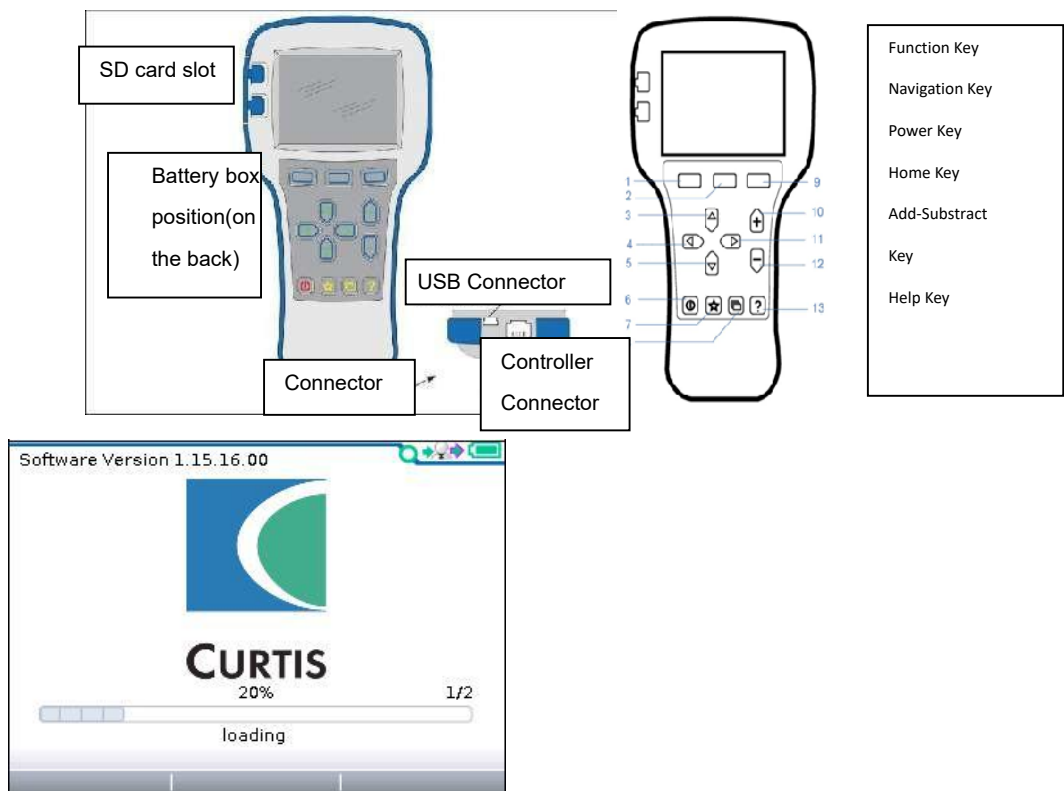 SD card slot
Battery box
position(on
the back)
USB Connector
Connector
Controller
Connector
1
2
3
4
5
6
7
9
10
11
12
13
+
−
?
?
Function Key
Navigation Key
Power Key
Home Key
Add-Substract
Key
Help Key
Software Version 1.15.16.00
CURTIS
20%
1/2
loading